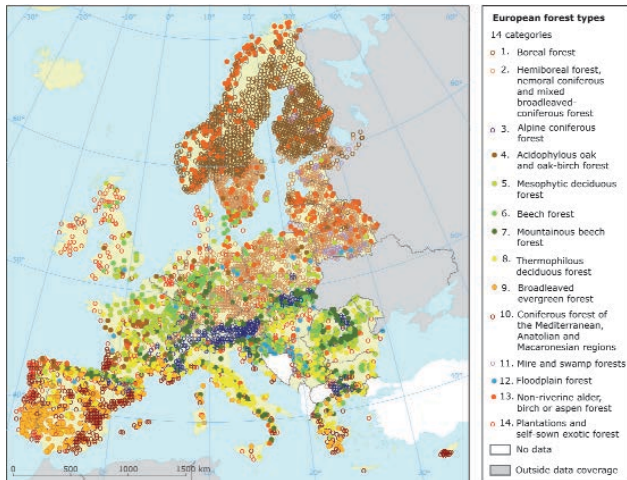 European forest types
14 categories
1. Boreal forest
2. Hemiboreal forest,
nemoral coniferous
and mixed
broadleaved-
coniferous forest
3. Alpine coniferous
forest
4. Acidophylous oak
and oak-birch forest
5. Mesophytic deciduous
forest
6. Beech forest
7. Mountainous beech
forest
8. Thermophilous
deciduous forest
9. Broadleaved
evergreen forest
10. Coniferous forest of
the Mediterranean,
Anatolian and
Macaronesian regions
11. Mire and swamp forests
12. Floodplain forest
13. Non-riverine alder,
birch or aspen forest
14. Plantations and
self-sown exotic forest
No data
Outside data coverage
0 500 1000 1500 km